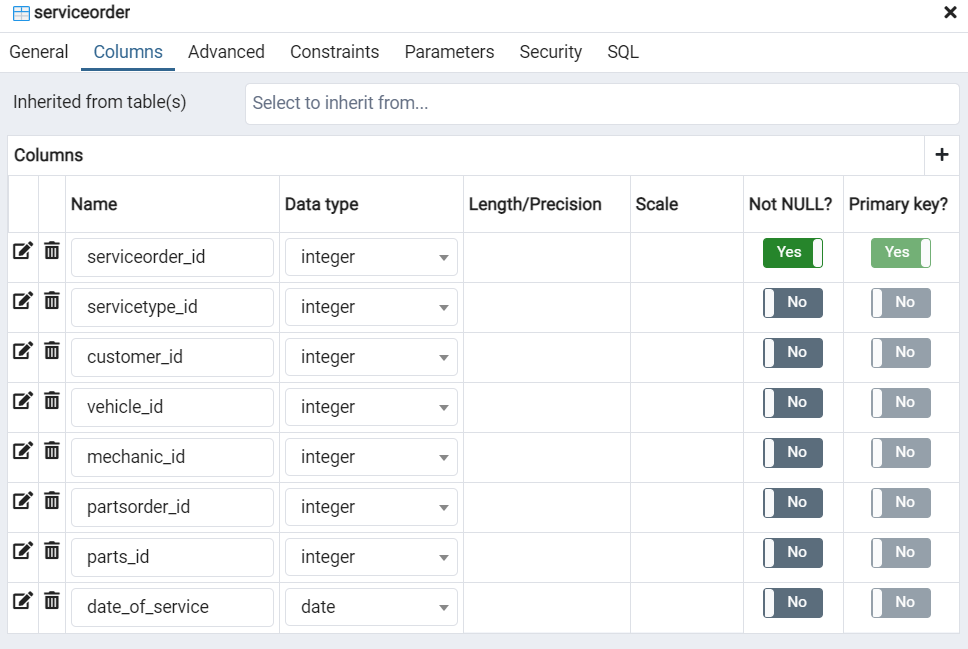 serviceorder
General Columns Advanced Constraints Parameters Security SQL
Inherited from table(s) Select to inherit from...
Columns
Name Data type Length/Precision Scale Not NULL? Primary key?
serviceorder_id integer Yes Yes
servicetype_id integer No No
customer_id integer No No
vehicle_id integer No No
mechanic_id integer No No
partsorder_id integer No No
parts_id integer No No
date_of_service date No No